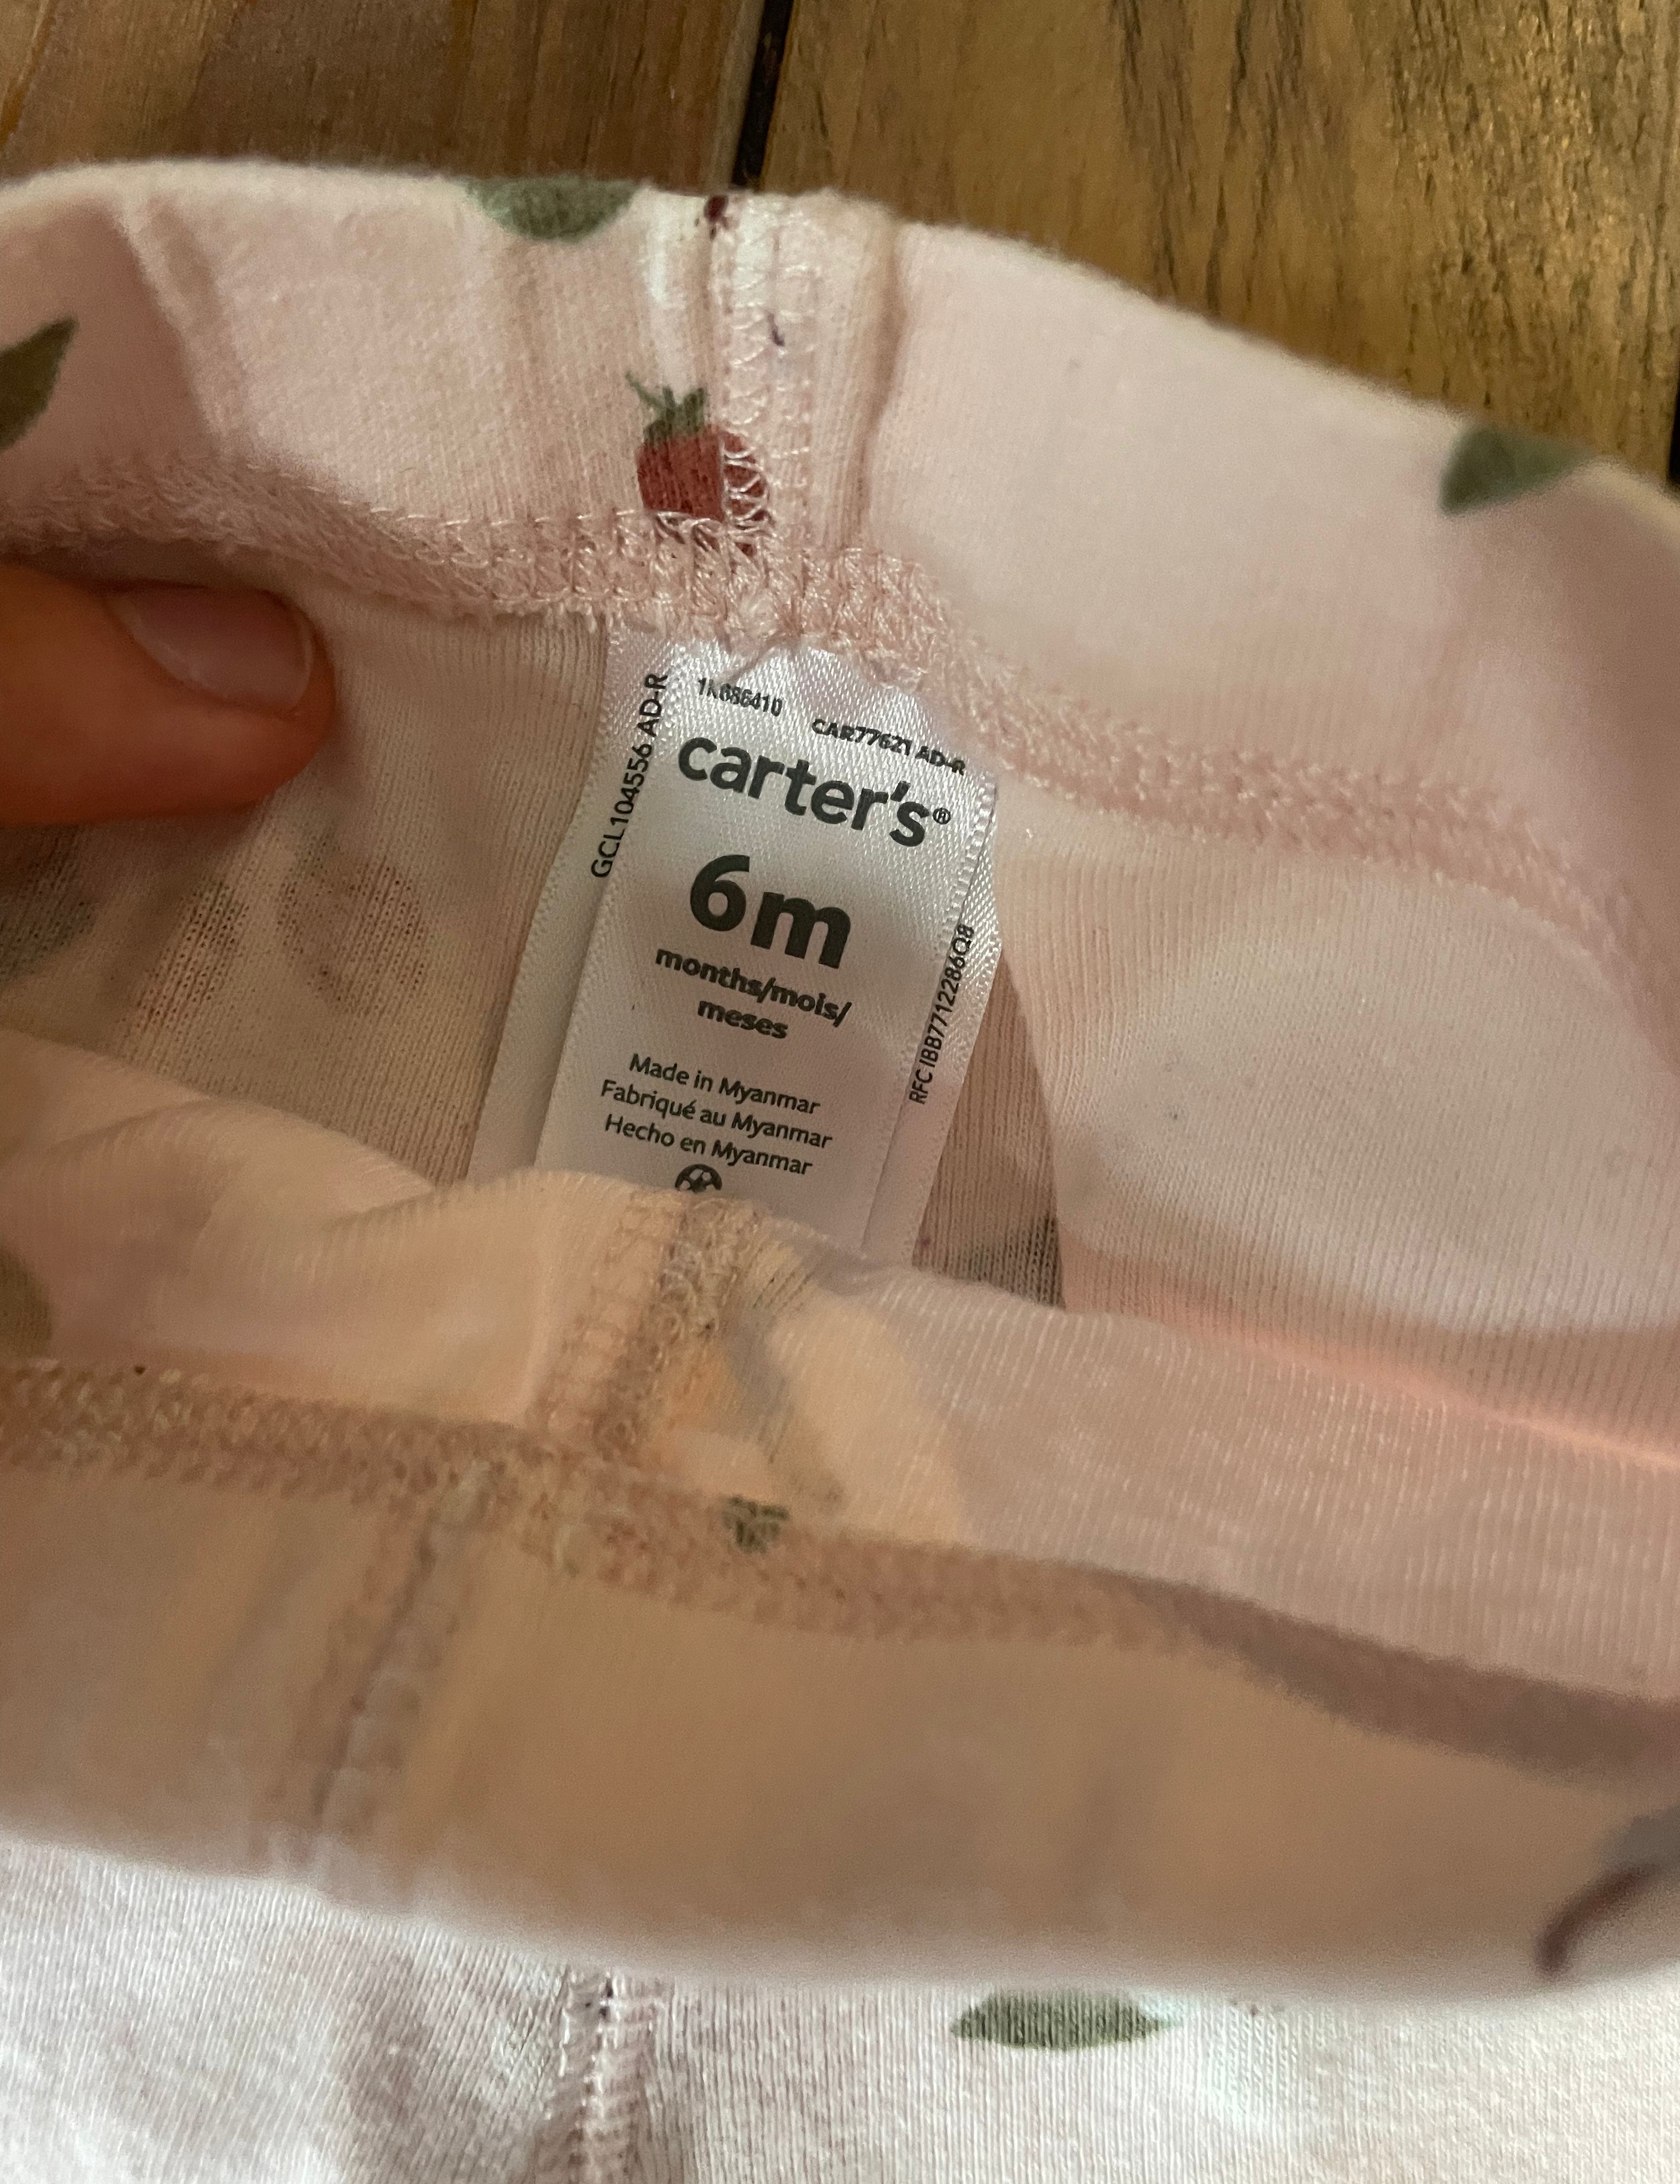 1K686410
CAR77621 AD-R
GCL104556 AD-R
carter's®
6m
months/mois/
meses
RFC IBB7712286Q8
Made in Myanmar
Fabriqué au Myanmar
Hecho en Myanmar